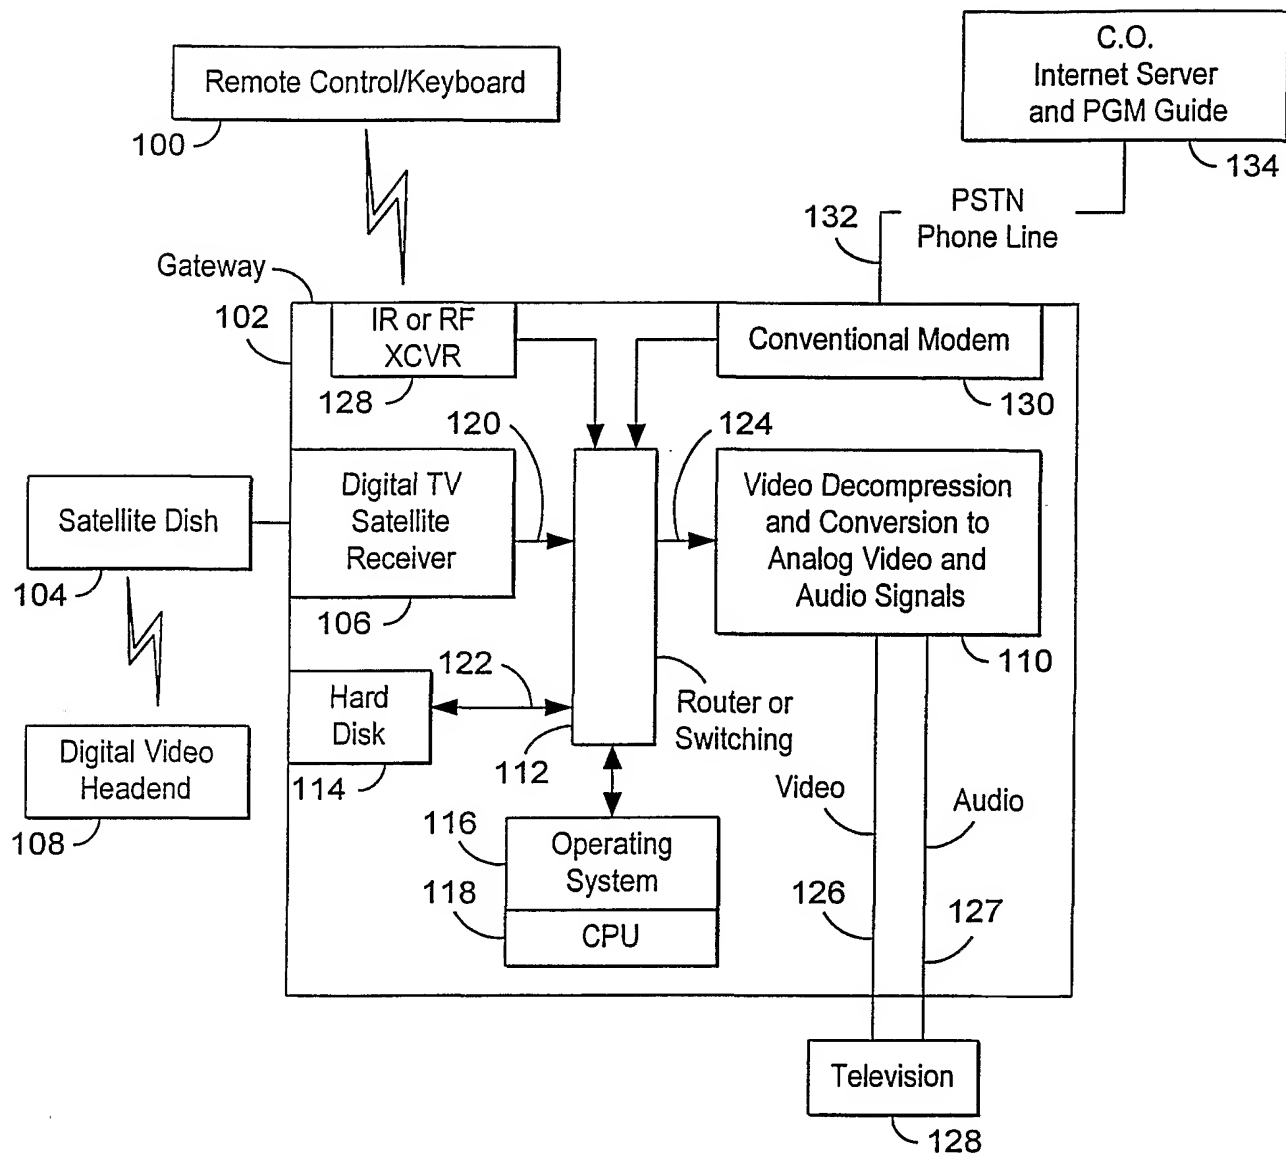 C.O.
Internet Server
and PGM Guide
134
Remote Control/Keyboard
100
PSTN
Phone Line
132
Gateway
102
IR or RF
XCVR
128
Conventional Modem
130
120
124
Digital TV
Satellite
Receiver
106
Video Decompression
and Conversion to
Analog Video and
Audio Signals
110
Satellite Dish
104
122
Hard
Disk
114
112
Router or
Switching
Digital Video
Headend
108
Video
Audio
116
Operating
System
118
CPU
126
127
Television
128